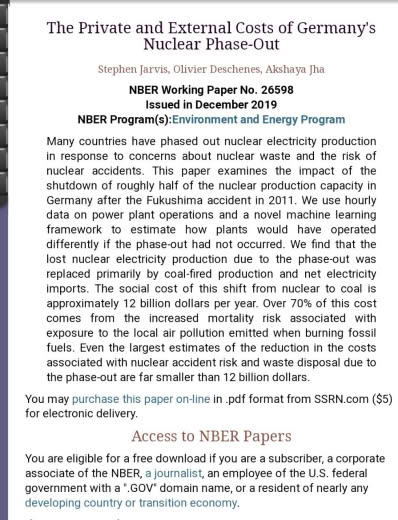 The Private and External Costs of Germany's
Nuclear Phase-Out
Stephen Jarvis, Olivier Deschenes, Akshaya Jha
NBER Working Paper No. 26598
Issued in December 2019
NBER Program(s):Environment and Energy Program
Many countries have phased out nuclear electricity production
in response to concerns about nuclear waste and the risk of
nuclear accidents. This paper examines the impact of the
shutdown of roughly half of the nuclear production capacity in
Germany after the Fukushima accident in 2011. We use hourly
data on power plant operations and a novel machine learning
framework to estimate how plants would have operated
differently if the phase-out had not occurred. We find that the
lost nuclear electricity production due to the phase-out was
replaced primarily by coal-fired production and net electricity
imports. The social cost of this shift from nuclear to coal is
approximately 12 billion dollars per year. Over 70% of this cost
comes from the increased mortality risk associated with
exposure to the local air pollution emitted when burning fossil
fuels. Even the largest estimates of the reduction in the costs
associated with nuclear accident risk and waste disposal due to
the phase-out are far smaller than 12 billion dollars.
You may purchase this paper on-line in .pdf format from SSRN.com ($5)
for electronic delivery.
Access to NBER Papers
You are eligible for a free download if you are a subscriber, a corporate
associate of the NBER, a journalist, an employee of the U.S. federal
government with a ".GOV" domain name, or a resident of nearly any
developing country or transition economy.